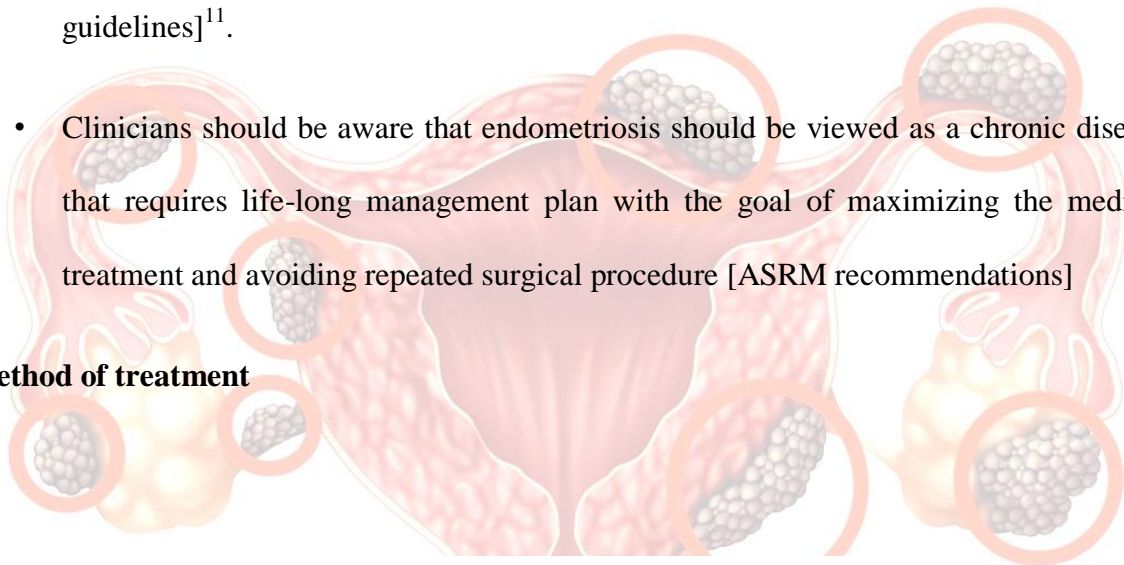 guidelines]¹¹.
• Clinicians should be aware that endometriosis should be viewed as a chronic dise
that requires life-long management plan with the goal of maximizing the medi
treatment and avoiding repeated surgical procedure [ASRM recommendations]
ethod of treatment